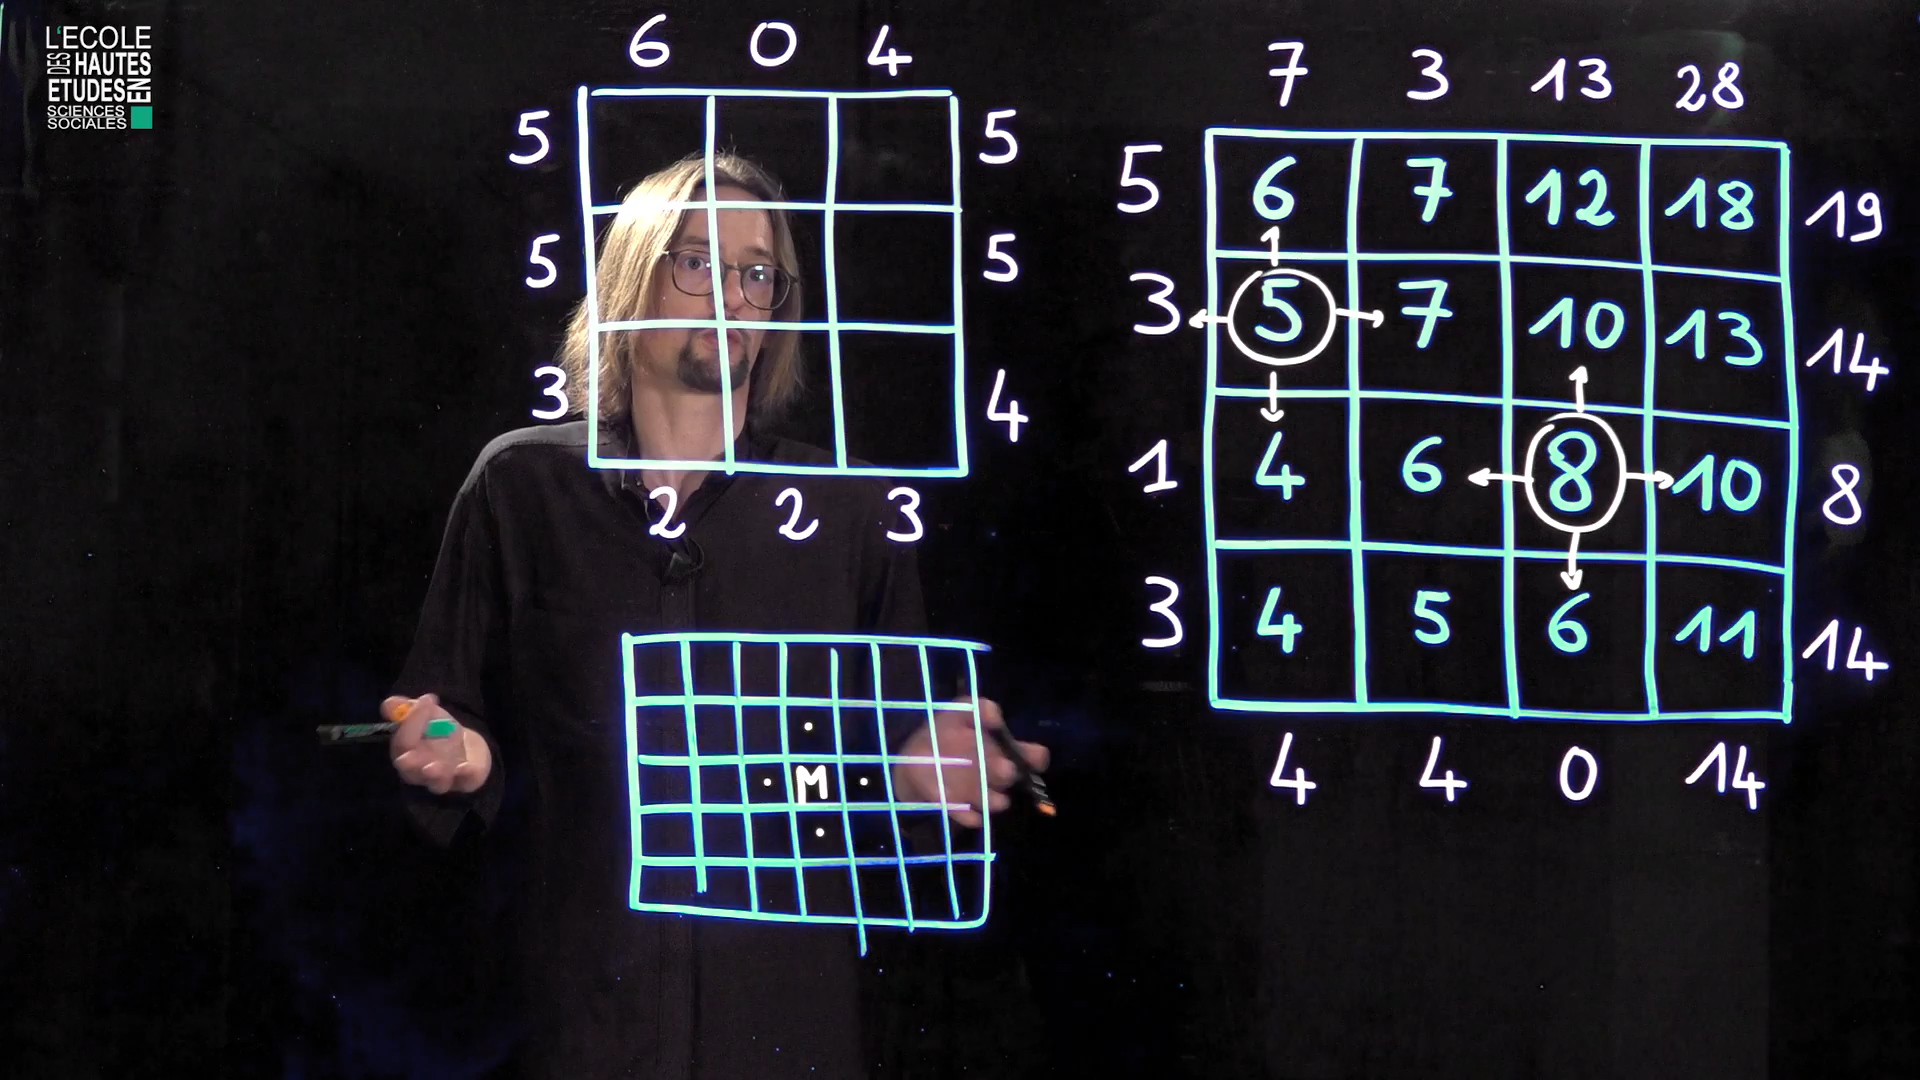 L'ECOLE
DES HAUTES
ETUDES EN
SCIENCES
SOCIALES
6 0 4
5 5
5 5
3 4
2 2 3
M
7 3 13 28
5 6 7 12 18 19
3 5 7 10 13 14
1 4 6 8 10 8
3 4 5 6 11 14
4 4 0 14